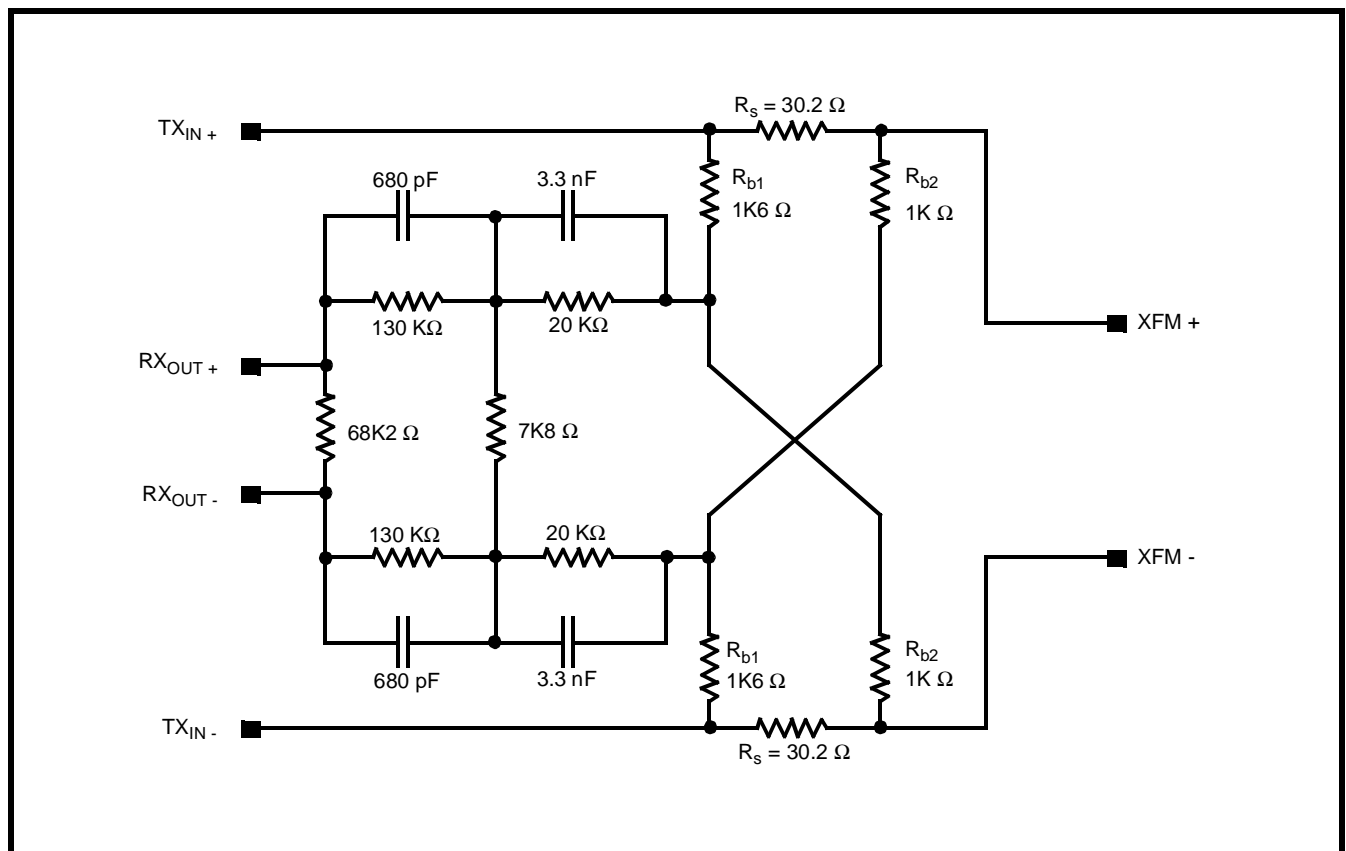 R_s = 30.2 Ω
TX_IN +
680 pF
3.3 nF
R_b1
1K6 Ω
R_b2
1K Ω
130 KΩ
20 KΩ
XFM +
RX_OUT +
68K2 Ω
7K8 Ω
RX_OUT -
130 KΩ
20 KΩ
XFM -
680 pF
3.3 nF
R_b1
1K6 Ω
R_b2
1K Ω
TX_IN -
R_s = 30.2 Ω